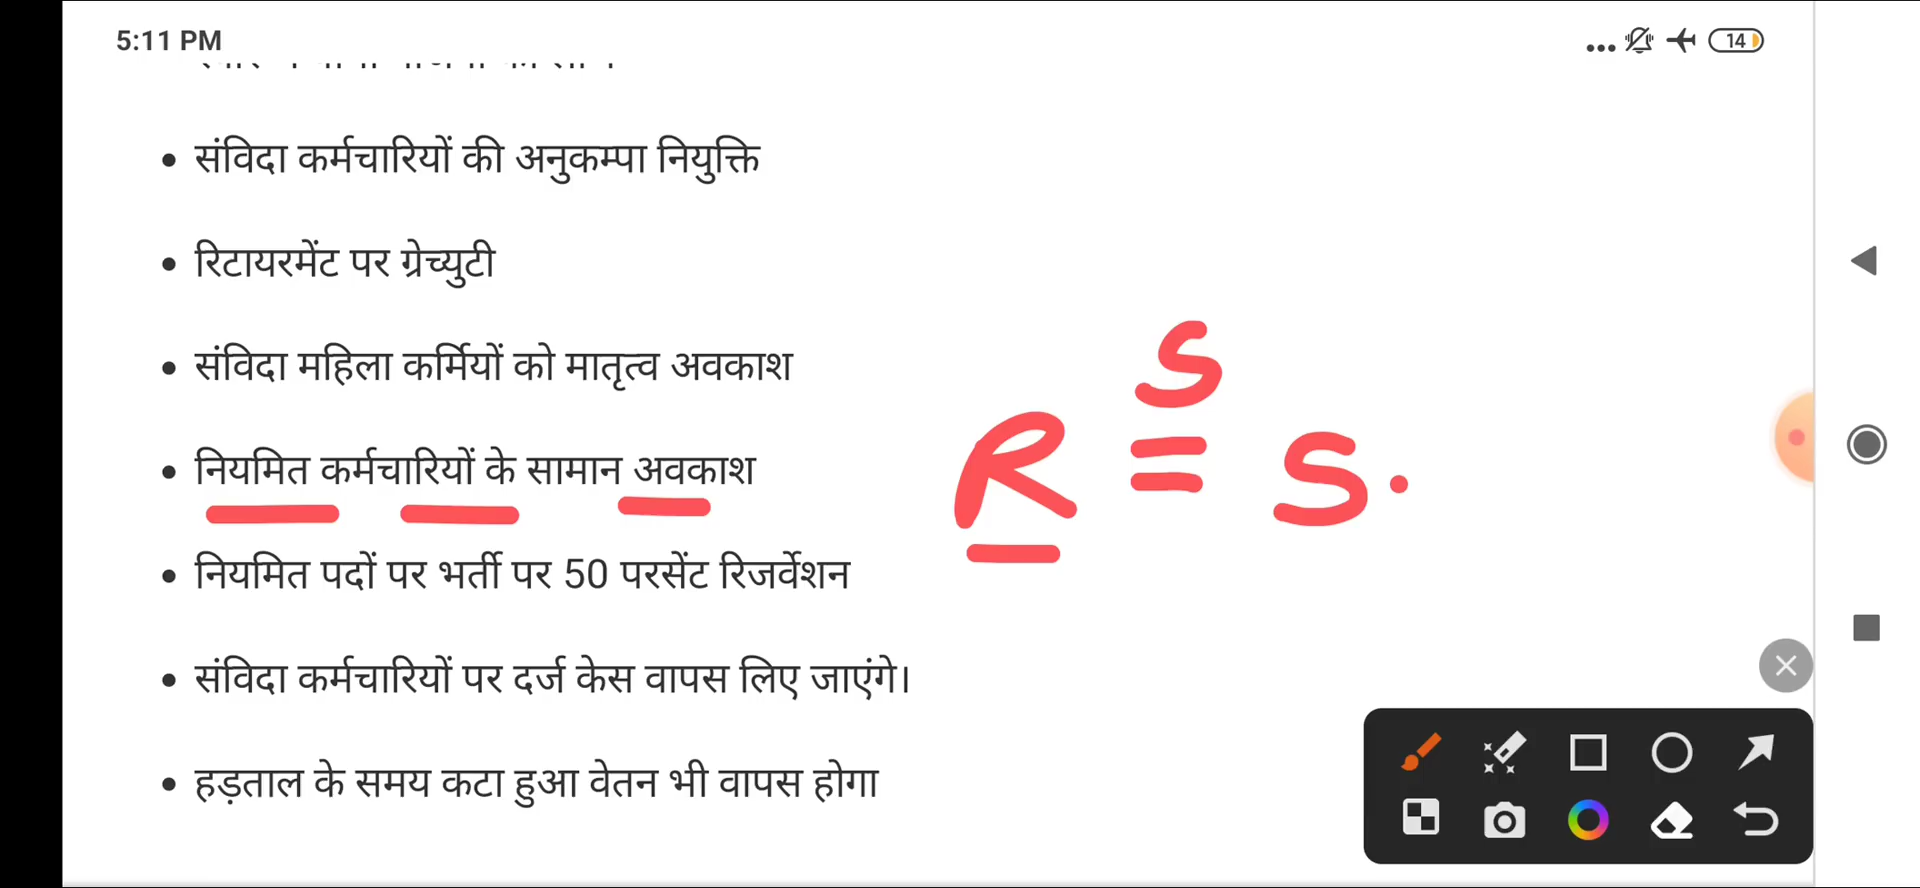 5:11 PM
14
संविदा कर्मचारियों की अनुकम्पा नियुक्ति
रिटायरमेंट पर ग्रेच्युटी
संविदा महिला कर्मियों को मातृत्व अवकाश
नियमित कर्मचारियों के सामान अवकाश
S
R = S.
नियमित पदों पर भर्ती पर 50 परसेंट रिजर्वेशन
संविदा कर्मचारियों पर दर्ज केस वापस लिए जाएंगे।
हड़ताल के समय कटा हुआ वेतन भी वापस होगा